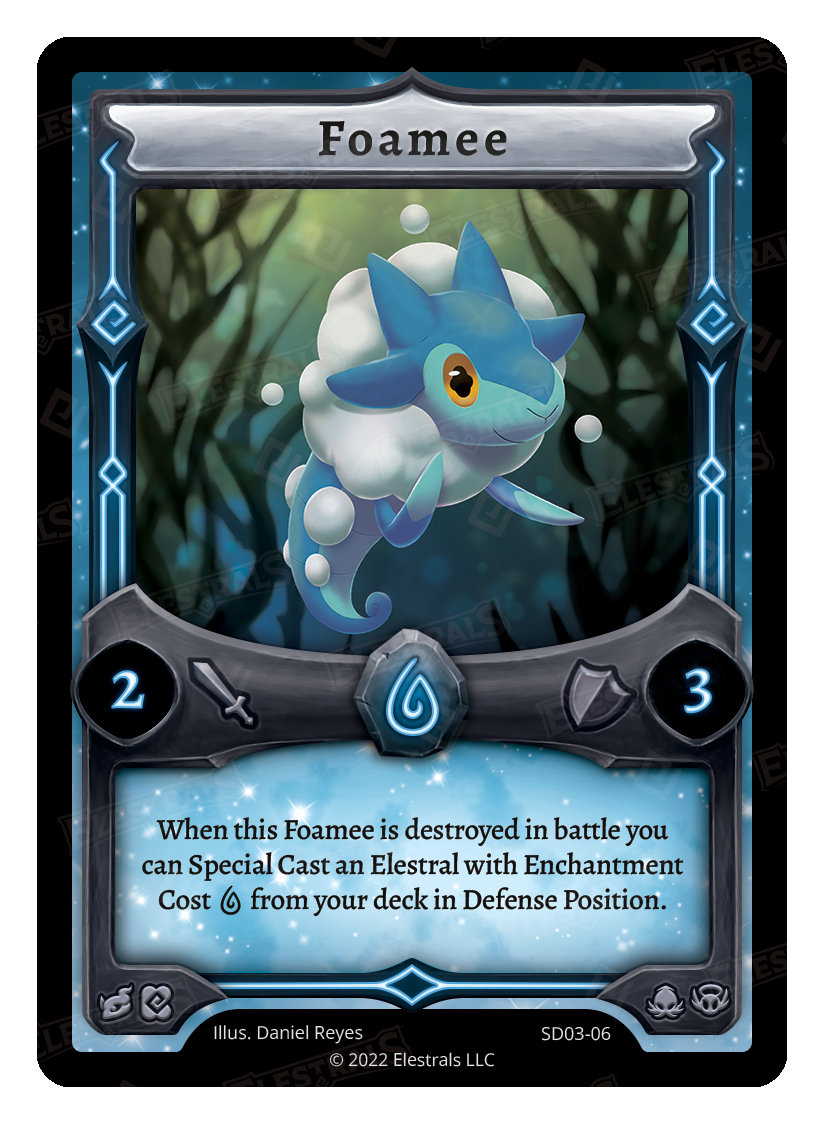 Foamee
2
3
When this Foamee is destroyed in battle you
can Special Cast an Elestral with Enchantment
Cost from your deck in Defense Position.
Illus. Daniel Reyes
SD03-06
© 2022 Elestrals LLC
ELESTRALS